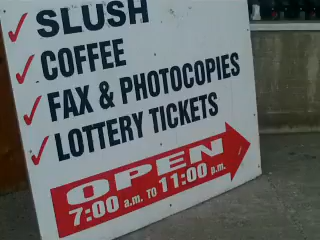 SLUSH
COFFEE
FAX & PHOTOCOPIES
LOTTERY TICKETS
OPEN
7:00 a.m. TO 11:00 p.m.